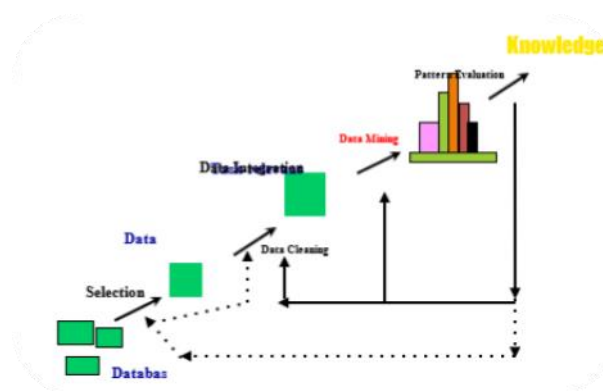 Knowledge
Pattern Evaluation
Data Mining
Data Integration
Data
Data Cleaning
Selection
Databas